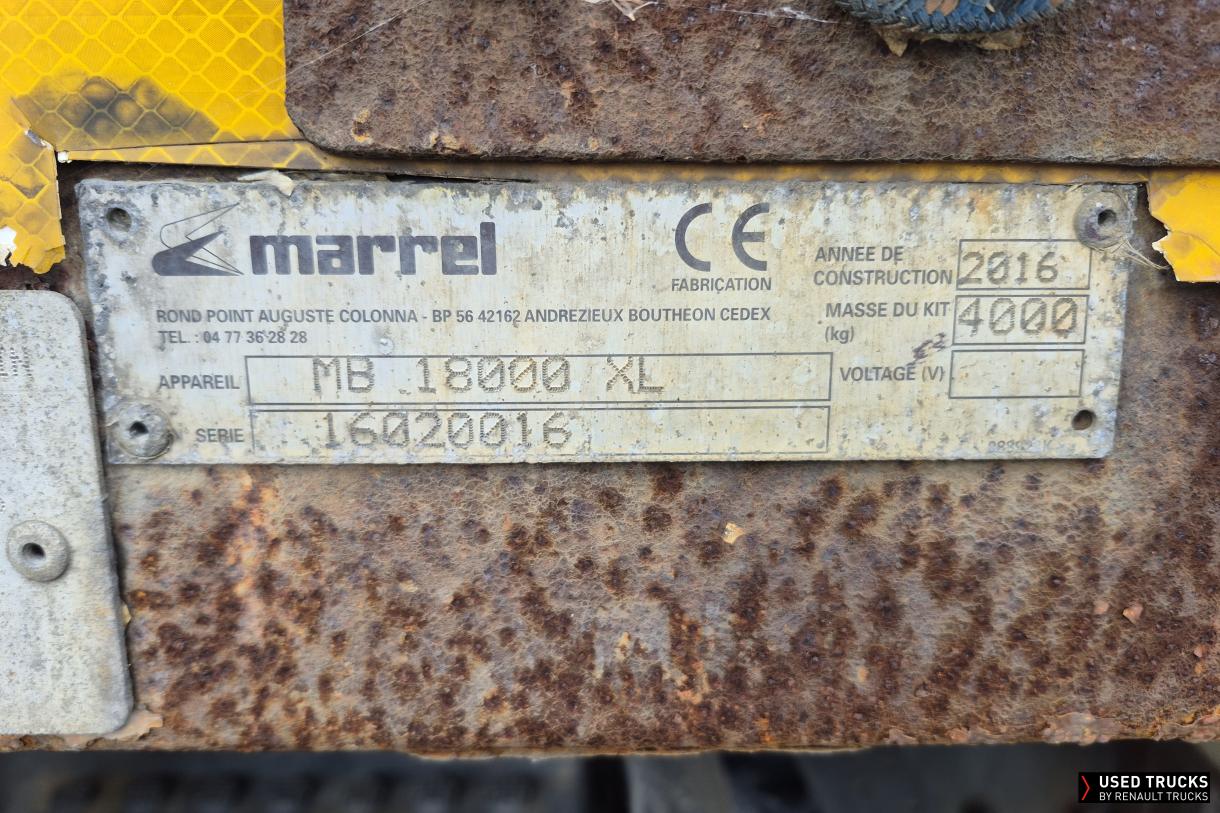 marrel
CE
FABRICATION
ANNEE DE CONSTRUCTION 2016
ROND POINT AUGUSTE COLONNA - BP 56 42162 ANDREZIEUX BOUTHEON CEDEX
MASSE DU KIT (kg) 4000
TEL. : 04 77 36 28 28
APPAREIL MB 18000 XL
VOLTAGE (V)
SERIE 16020016
USED TRUCKS
BY RENAULT TRUCKS